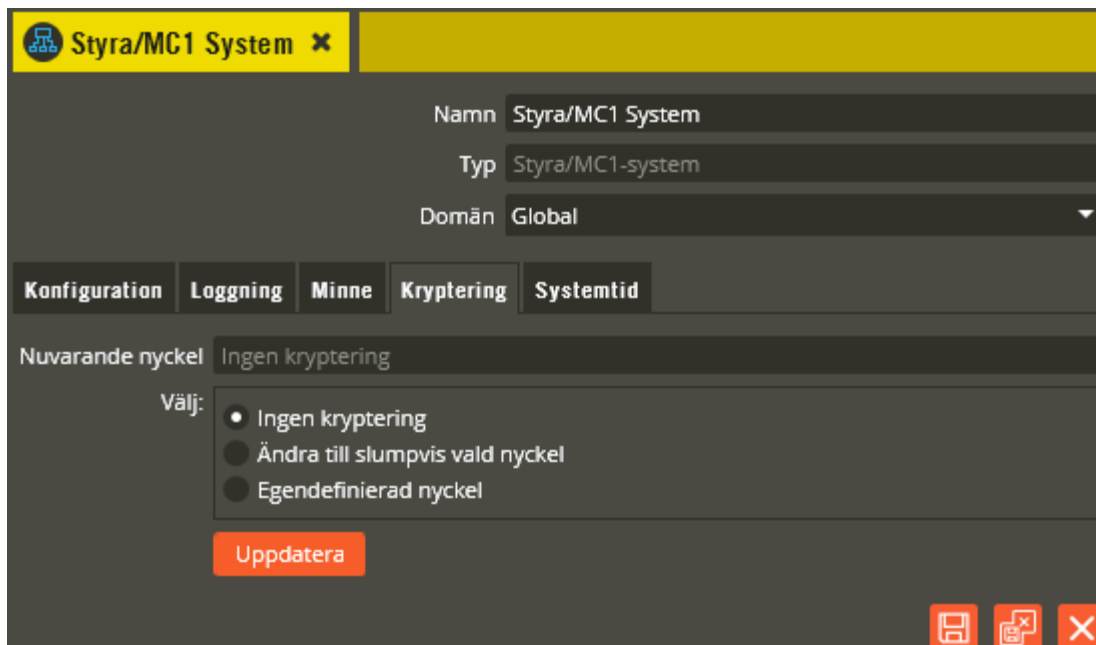 Styra/MC1 System
Namn Styra/MC1 System
Typ Styra/MC1-system
Domän Global
Konfiguration Loggning Minne Kryptering Systemtid
Nuvarande nyckel Ingen kryptering
Välj:
Ingen kryptering
Ändra till slumpvis vald nyckel
Egendefinierad nyckel
Uppdatera